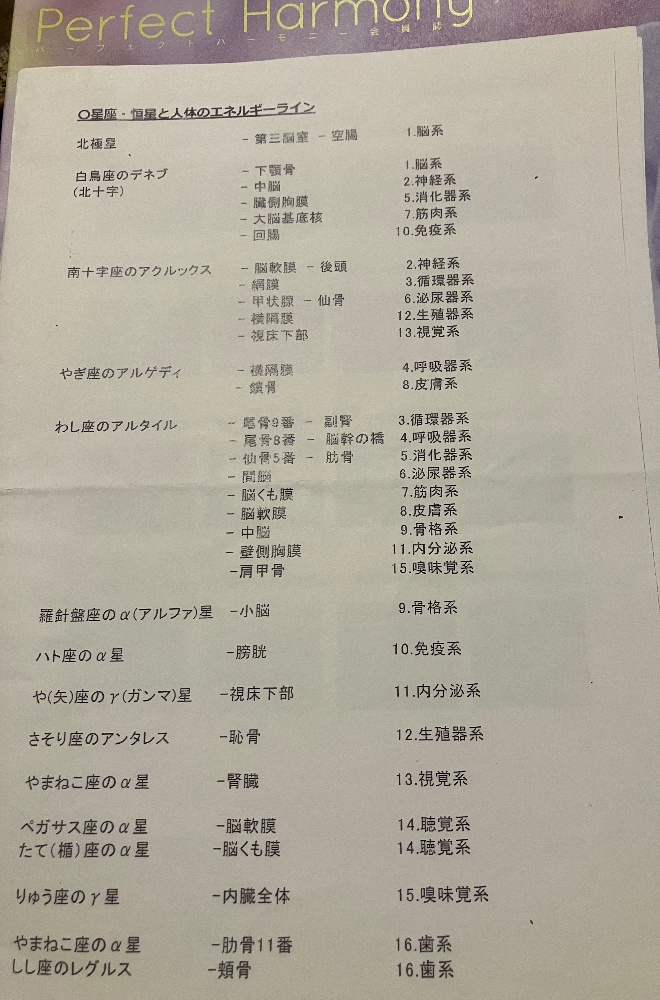 Perfect Harmony
パーフェクトハーモニー会員誌
〇星座・恒星と人体のエネルギーライン
北極星 －第三脳室 －空腸 1.脳系
白鳥座のデネブ －下顎骨 1.脳系
(北十字) －中脳 2.神経系
－臓側胸膜 5.消化器系
－大脳基底核 7.筋肉系
－回腸 10.免疫系
南十字座のアクルックス －脳軟膜 －後頭 2.神経系
－網膜 3.循環器系
－甲状腺 －仙骨 6.泌尿器系
－横隔膜 12.生殖器系
－視床下部 13.視覚系
やぎ座のアルゲディ －横隔膜 4.呼吸器系
－鎖骨 8.皮膚系
わし座のアルタイル －尾骨9番 － 副腎 3.循環器系
－尾骨8番 － 脳幹の橋 4.呼吸器系
－仙骨5番 － 肋骨 5.消化器系
－間脳 6.泌尿器系
－脳くも膜 7.筋肉系
－脳軟膜 8.皮膚系
－中脳 9.骨格系
－壁側胸膜 11.内分泌系
－肩甲骨 15.嗅味覚系
羅針盤座のα(アルファ)星 －小脳 9.骨格系
ハト座のα星 －膀胱 10.免疫系
や(矢)座のγ(ガンマ)星 －視床下部 11.内分泌系
さそり座のアンタレス －恥骨 12.生殖器系
やまねこ座のα星 －腎臓 13.視覚系
ペガサス座のα星 －脳軟膜 14.聴覚系
たて(楯)座のα星 －脳くも膜 14.聴覚系
りゅう座のγ星 －内臓全体 15.嗅味覚系
やまねこ座のα星 －肋骨11番 16.歯系
しし座のレグルス －頬骨 16.歯系